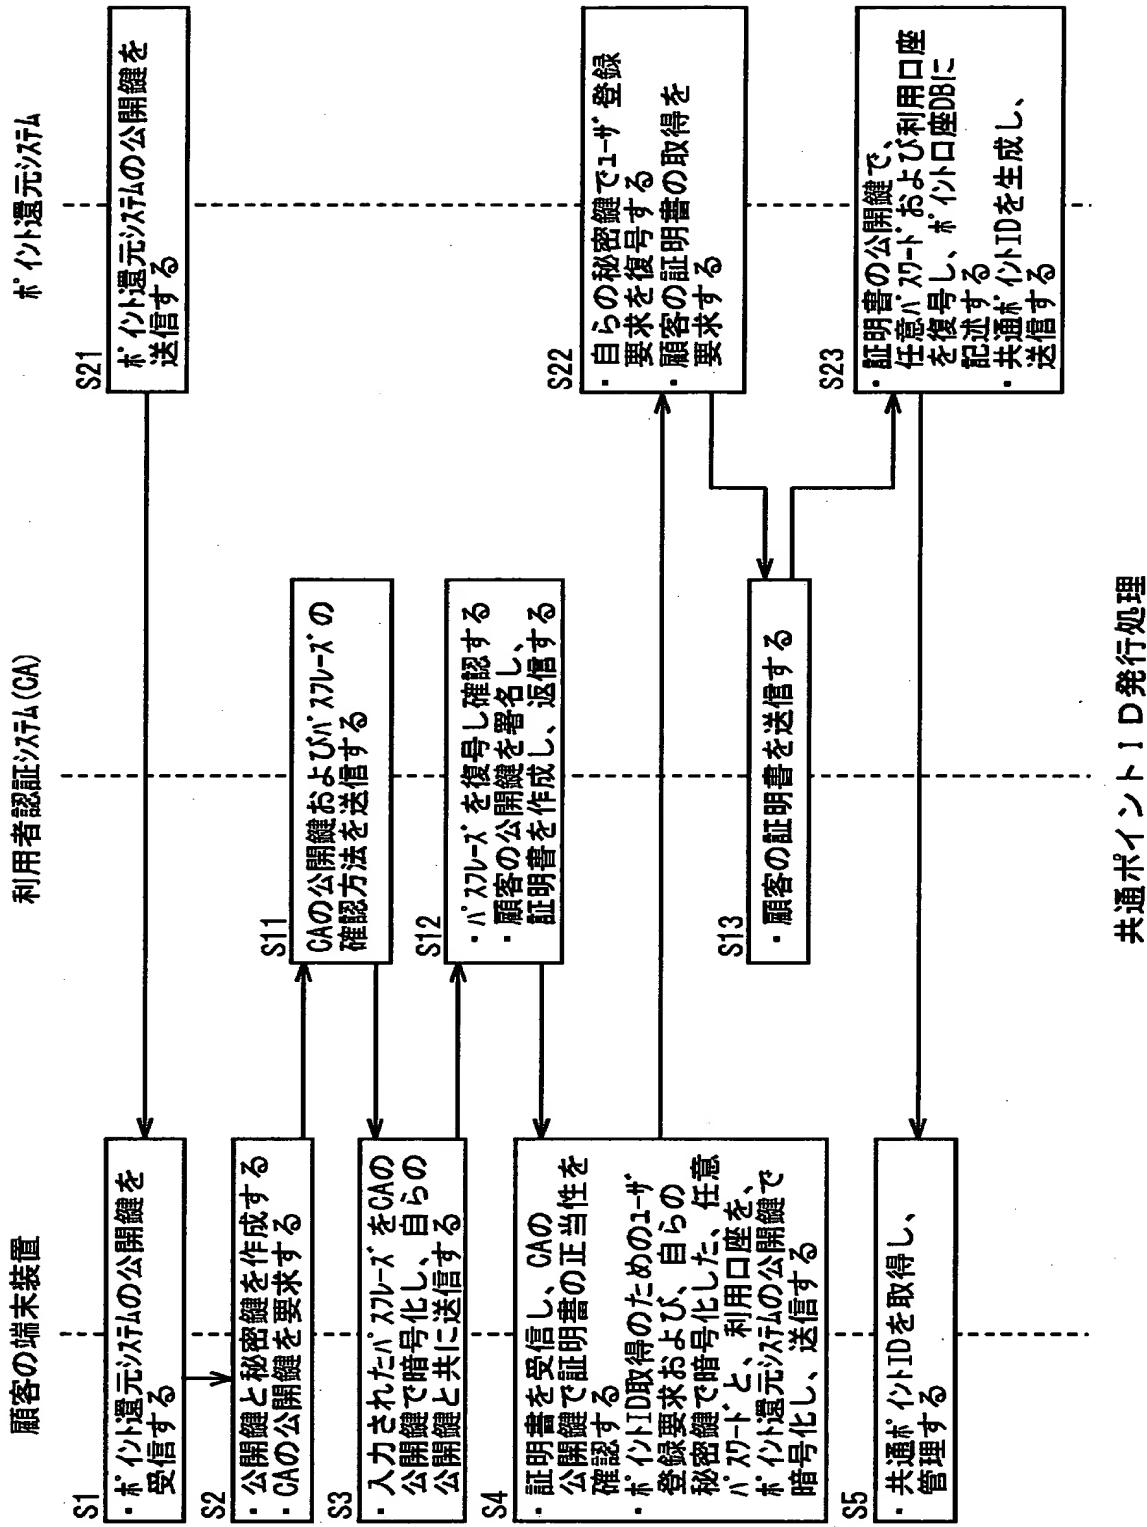 顧客の端末装置
利用者認証システム(CA)
ポイント還元システム
S1
・ポイント還元システムの公開鍵を
受信する
S21
ポイント還元システムの公開鍵を
送信する
S2
・公開鍵と秘密鍵を作成する
・CAの公開鍵を要求する
S11
CAの公開鍵およびパスフレーズの
確認方法を送信する
S3
・入力されたパスフレーズをCAの
公開鍵で暗号化し、自らの
公開鍵と共に送信する
S12
・パスフレーズを復号し確認する
・顧客の公開鍵を署名し、
証明書を作成し、返信する
S4
・証明書を受信し、CAの
公開鍵で証明書の正当性を
確認する
・ポイントID取得のためのユーザ
登録要求および、自らの
秘密鍵で暗号化した、任意
パスワードと、利用口座を、
ポイント還元システムの公開鍵で
暗号化し、送信する
S22
・自らの秘密鍵でユーザ登録
要求を復号する
・顧客の証明書の取得を
要求する
S13
・顧客の証明書を送信する
S23
・証明書の公開鍵で、
任意パスワードおよび利用口座
を復号し、ポイント口座DBに
記述する
・共通ポイントIDを生成し、
送信する
S5
・共通ポイントIDを取得し、
管理する
共通ポイントID発行処理